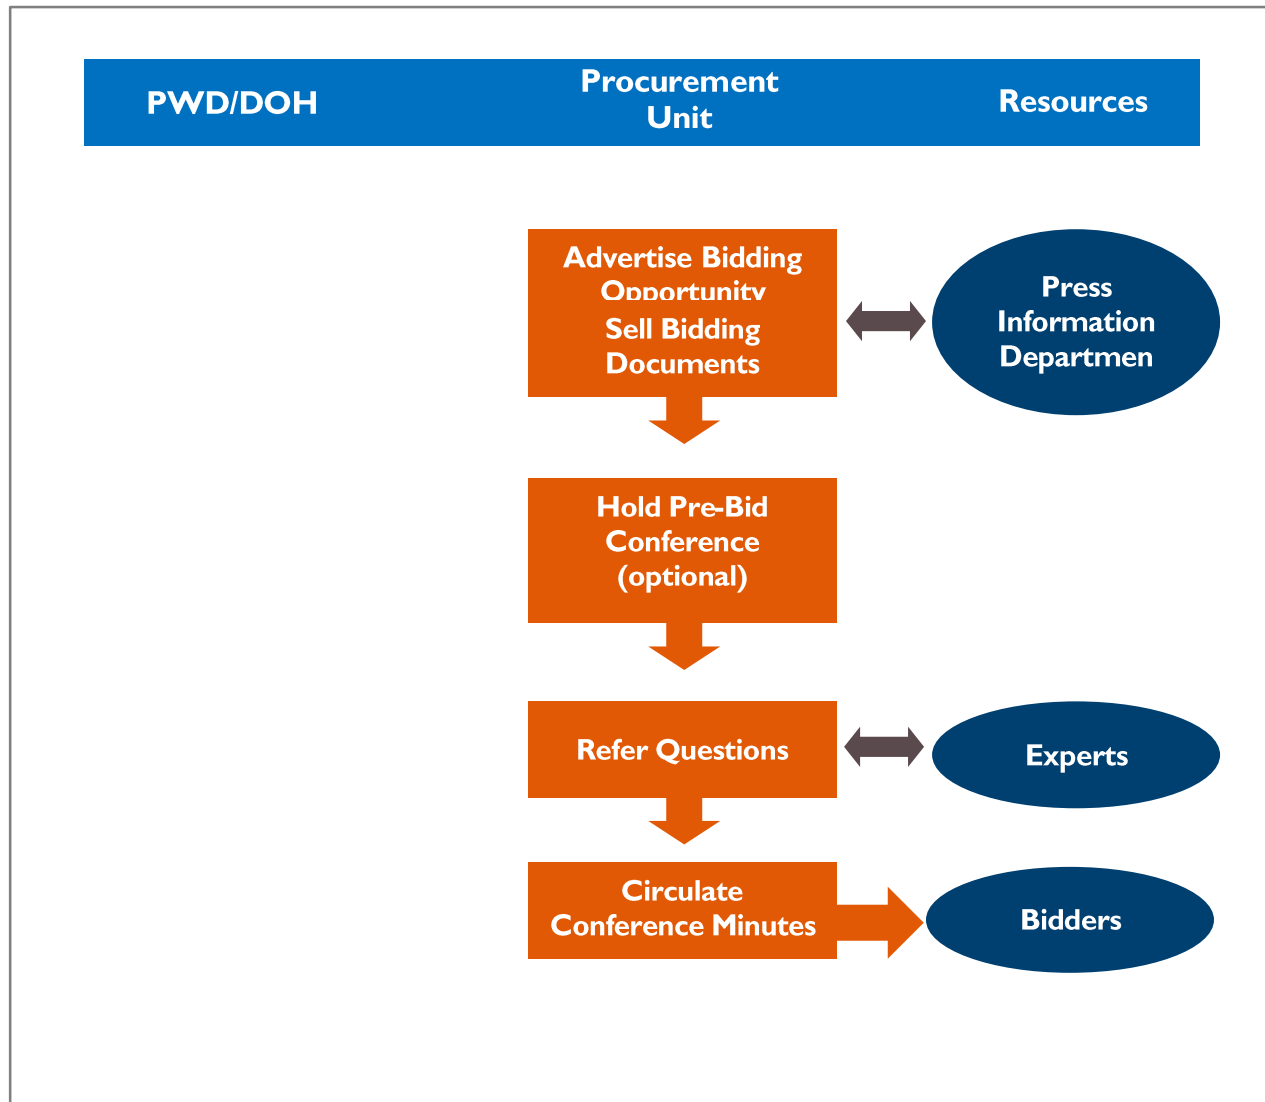 PWD/DOH
Procurement
Unit
Resources
Advertise Bidding
Opportunity
Sell Bidding
Documents
Press
Information
Departmen
Hold Pre-Bid
Conference
(optional)
Refer Questions
Experts
Circulate
Conference Minutes
Bidders